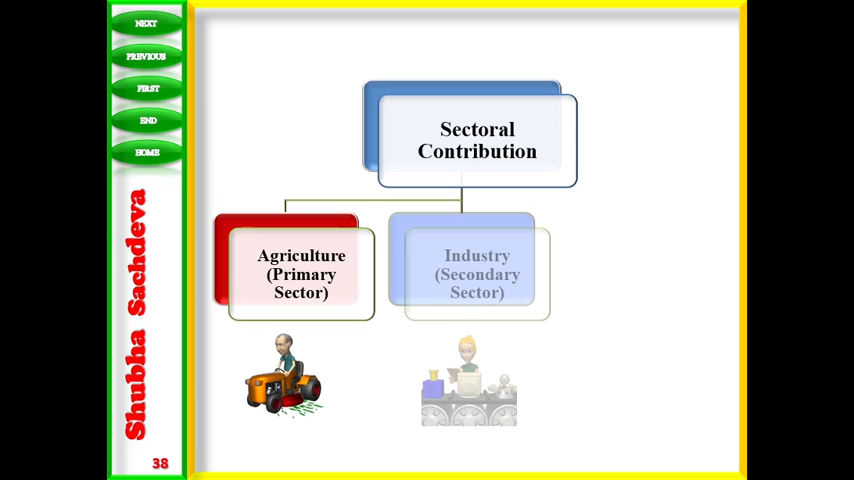 NEXT
PREVIOUS
FIRST
END
HOME
Shubha Sachdeva
38
Sectoral
Contribution
Agriculture
(Primary
Sector)
Industry
(Secondary
Sector)